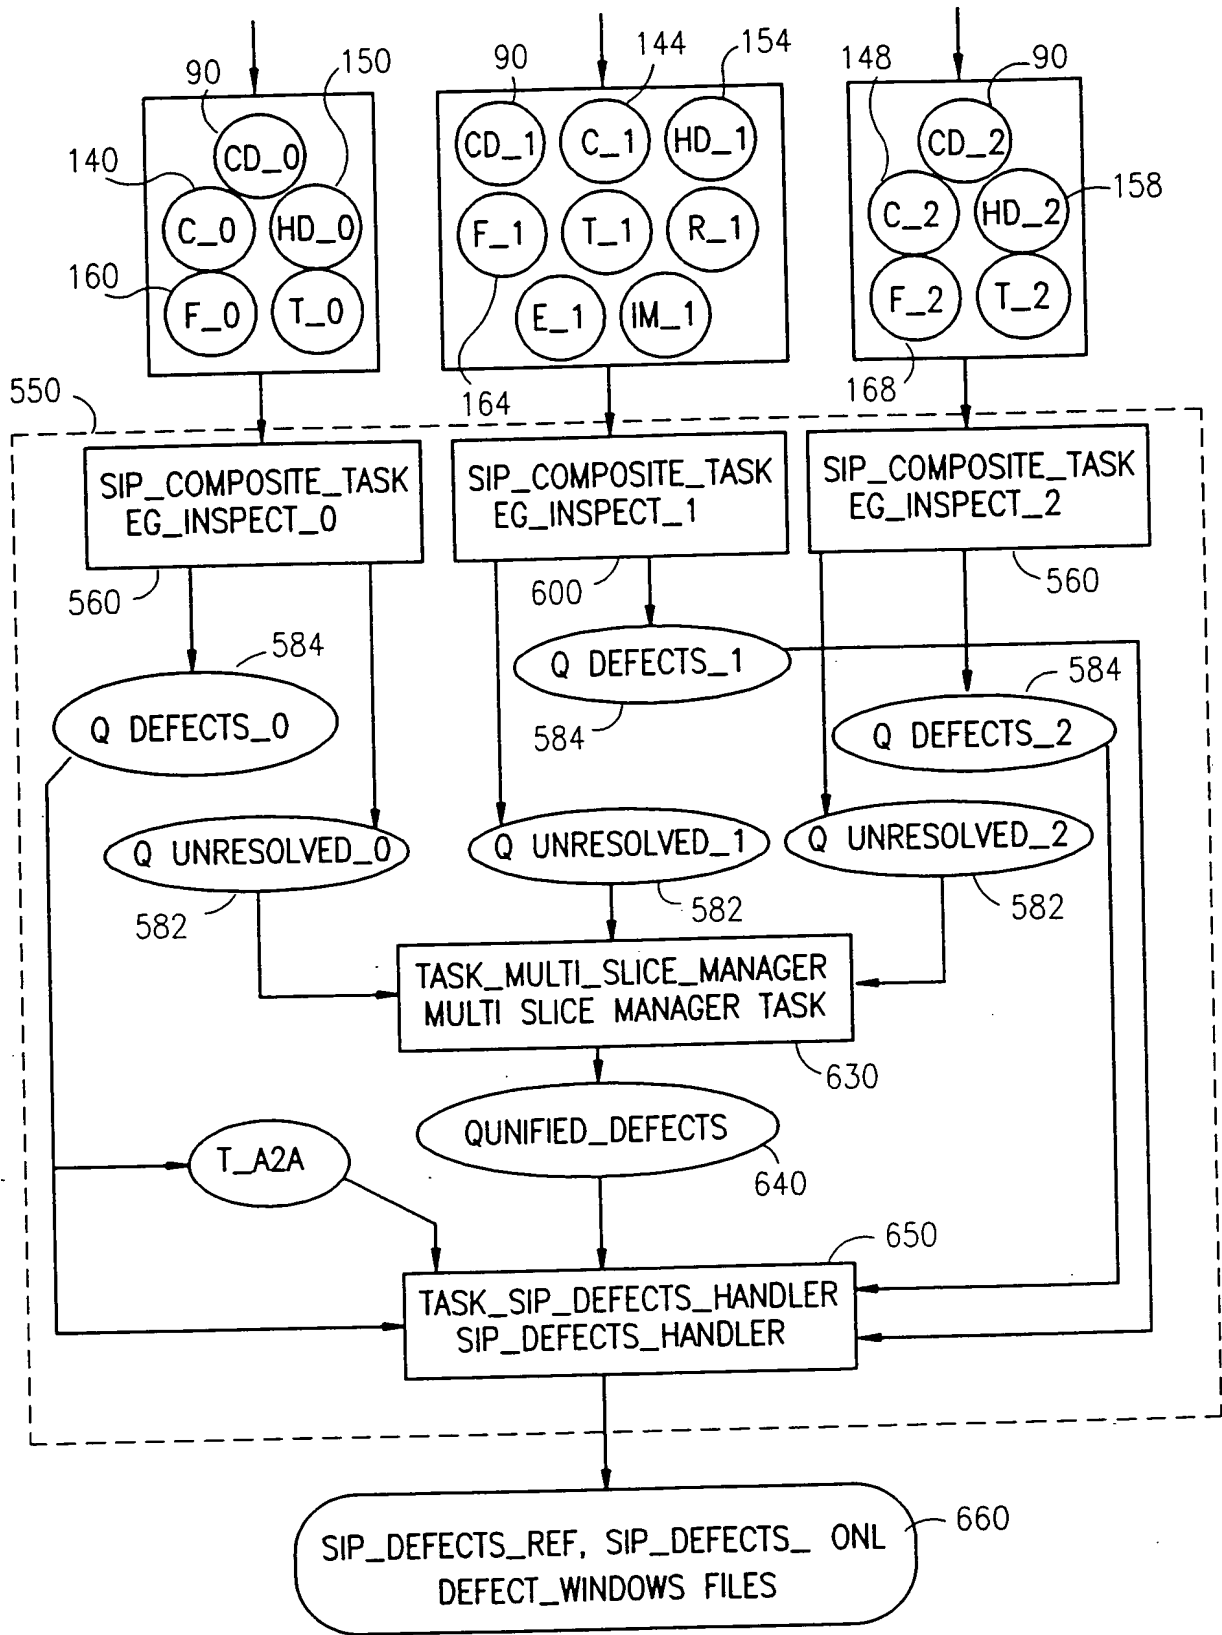 90
150
90
144
154
148
90
CD_0
CD_1
C_1
HD_1
CD_2
140
C_0
HD_0
F_1
T_1
R_1
C_2
HD_2
158
160
F_0
T_0
E_1
IM_1
F_2
T_2
550
164
168
SIP_COMPOSITE_TASK
EG_INSPECT_0
SIP_COMPOSITE_TASK
EG_INSPECT_1
SIP_COMPOSITE_TASK
EG_INSPECT_2
560
600
560
584
Q DEFECTS_0
Q DEFECTS_1
584
584
Q DEFECTS_2
Q UNRESOLVED_0
Q UNRESOLVED_1
Q UNRESOLVED_2
582
582
582
TASK_MULTI_SLICE_MANAGER
MULTI SLICE MANAGER TASK
630
QUNIFIED_DEFECTS
640
T_A2A
650
TASK_SIP_DEFECTS_HANDLER
SIP_DEFECTS_HANDLER
SIP_DEFECTS_REF, SIP_DEFECTS_ ONL
DEFECT_WINDOWS FILES
660